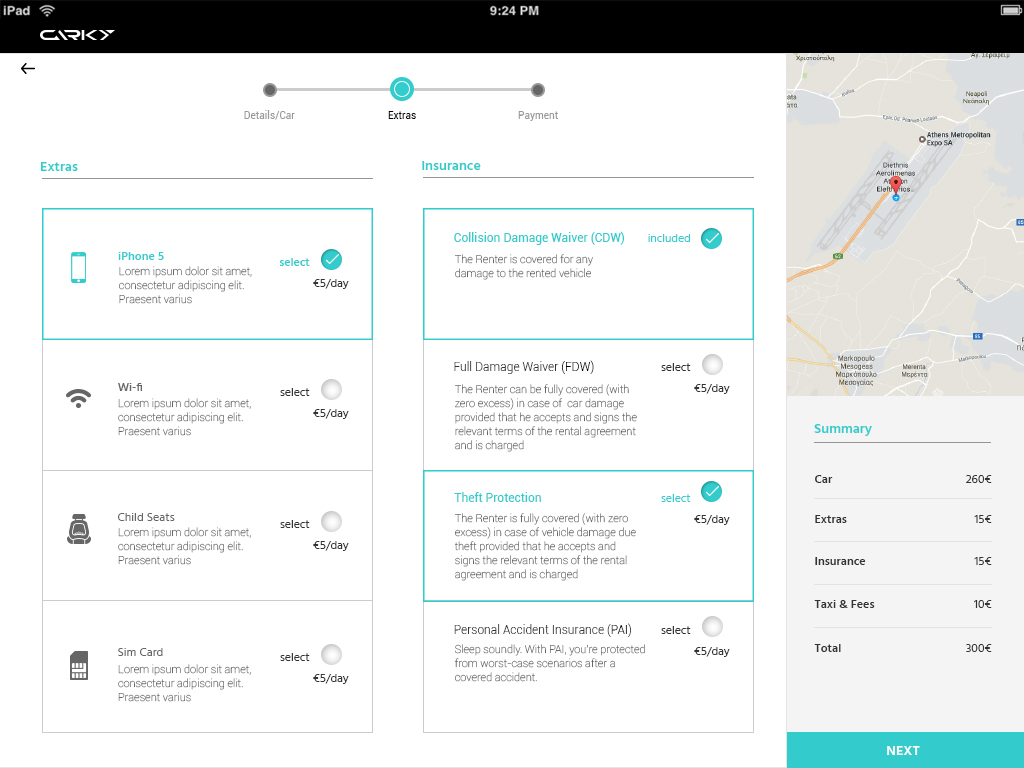 iPad
9:24 PM
CARKY
Details/Car
Extras
Payment
Extras
iPhone 5
select
Lorem ipsum dolor sit amet,
consectetur adipiscing elit.
Praesent varius
€5/day
Wi-fi
select
Lorem ipsum dolor sit amet,
consectetur adipiscing elit.
Praesent varius
€5/day
Child Seats
select
Lorem ipsum dolor sit amet,
consectetur adipiscing elit.
Praesent varius
€5/day
Sim Card
select
Lorem ipsum dolor sit amet,
consectetur adipiscing elit.
Praesent varius
€5/day
Insurance
Collision Damage Waiver (CDW)
included
The Renter is covered for any
damage to the rented vehicle
Full Damage Waiver (FDW)
select
€5/day
The Renter can be fully covered (with
zero excess) in case of car damage
provided that he accepts and signs the
relevant terms of the rental agreement
and is charged
Theft Protection
select
€5/day
The Renter is fully covered (with zero
excess) in case of vehicle damage due
theft provided that he accepts and
signs the relevant terms of the rental
agreement and is charged
Personal Accident Insurance (PAI)
select
€5/day
Sleep soundly. With PAI, you're protected
from worst-case scenarios after a
covered accident.
Neapoli
Νεάπολη
Athens Metropolitan
Expo SA
Diethnis
Aerolimenas
Eleftherios...
Markopoulo
Mesogeas
Μαρκόπουλο
Μεσογαίας
Merenta
Μερέντα
Summary
Car 260€
Extras 15€
Insurance 15€
Taxi & Fees 10€
Total 300€
NEXT